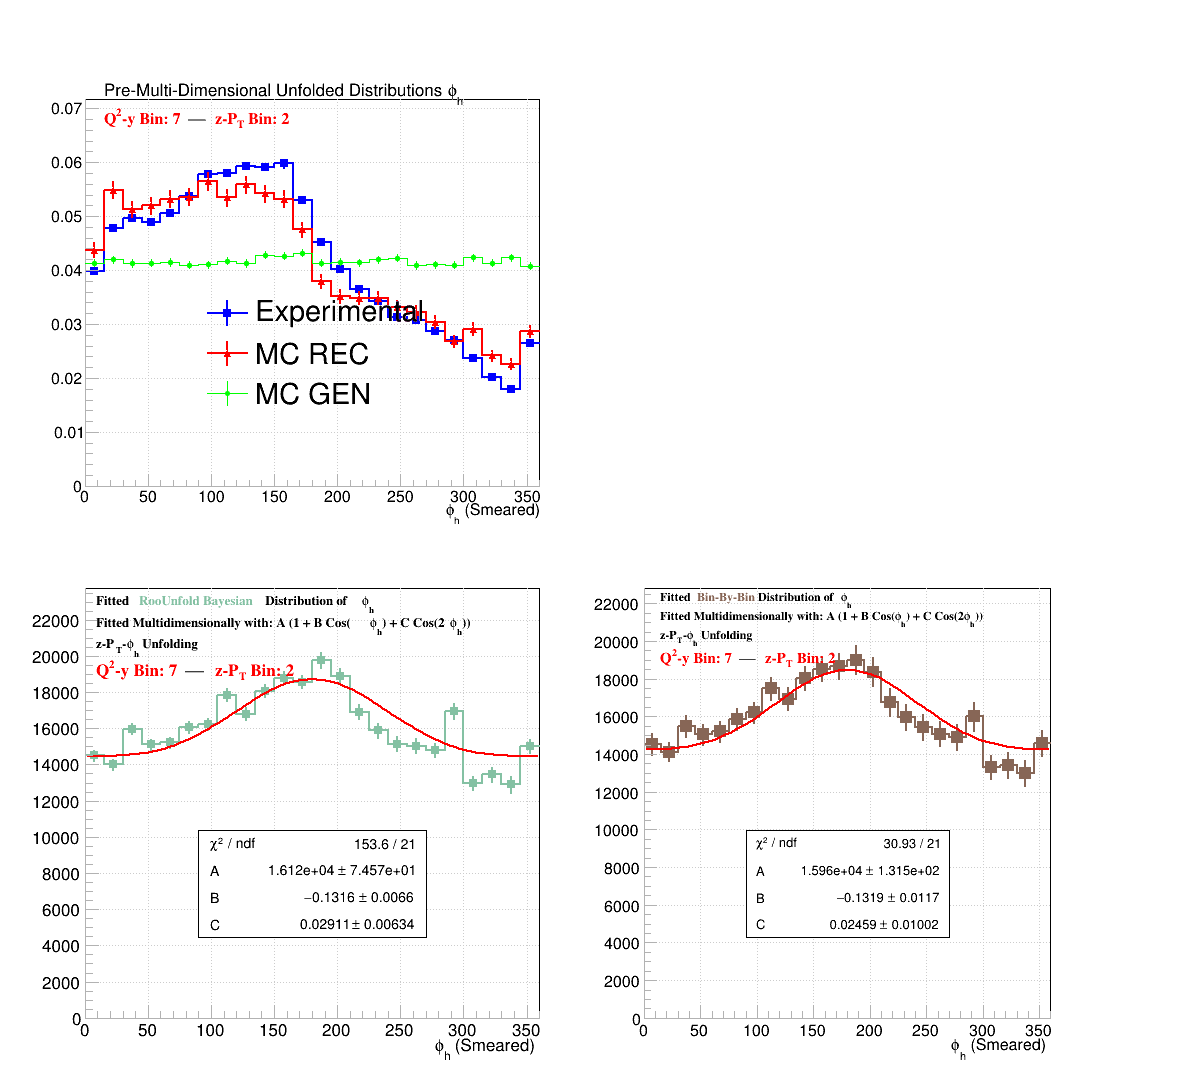 Pre-Multi-Dimensional Unfolded Distributions ϕh
Q2-y Bin: 7 — z-PT Bin: 2
0.07
0.06
0.05
0.04
0.03
0.02
0.01
0
Experimental
MC REC
MC GEN
0 50 100 150 200 250 300 350
ϕh (Smeared)
Fitted RooUnfold Bayesian Distribution of ϕh
Fitted Multidimensionally with: A (1 + B Cos( ϕh) + C Cos(2 ϕh))
z-PT-ϕh Unfolding
Q2-y Bin: 7 — z-PT Bin: 2
22000
20000
18000
16000
14000
12000
10000
8000
6000
4000
2000
0
χ2 / ndf 153.6 / 21
A 1.612e+04 ± 7.457e+01
B −0.1316 ± 0.0066
C 0.02911 ± 0.00634
0 50 100 150 200 250 300 350
ϕh (Smeared)
Fitted Bin-By-Bin Distribution of ϕh
Fitted Multidimensionally with: A (1 + B Cos(ϕh) + C Cos(2ϕh))
z-PT-ϕh Unfolding
Q2-y Bin: 7 — z-PT Bin: 2
22000
20000
18000
16000
14000
12000
10000
8000
6000
4000
2000
0
χ2 / ndf 30.93 / 21
A 1.596e+04 ± 1.315e+02
B −0.1319 ± 0.0117
C 0.02459 ± 0.01002
0 50 100 150 200 250 300 350
ϕh (Smeared)